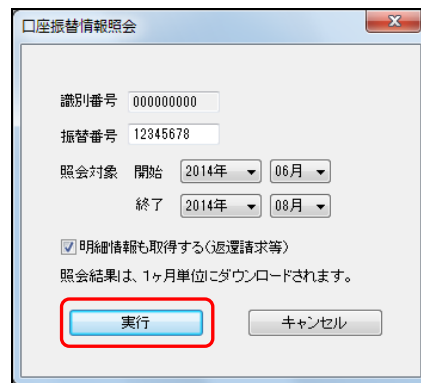 口座振替情報照会
識別番号 000000000
振替番号 12345678
照会対象 開始 2014年 06月
終了 2014年 08月
明細情報も取得する(返還請求等)
照会結果は、1ヶ月単位にダウンロードされます。
実行 キャンセル